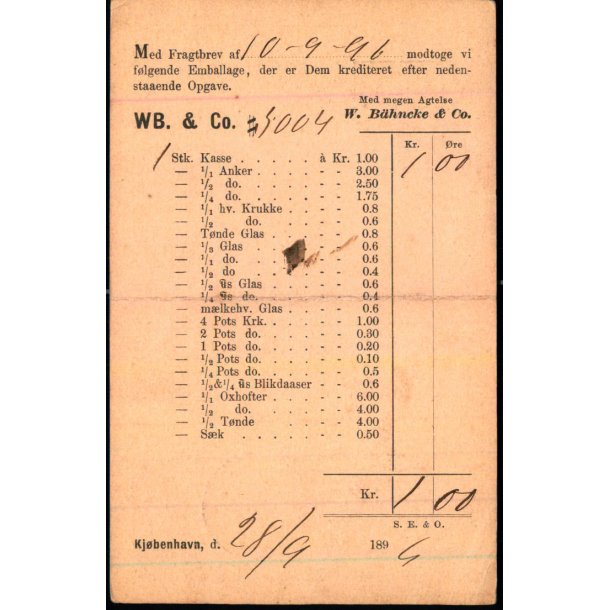 Med Fragtbrev af 10-9-96 modtoge vi
følgende Emballage, der er Dem krediteret efter neden-
staaende Opgave.
Med megen Agtelse
WB. & Co. # 5004 W. Bähncke & Co.
Kr. Øre
1 Stk. Kasse . . . . . à Kr. 1.00 1 00
— 1/1 Anker . . . . . - - 3.00
— 1/2 do. . . . . . - - 2.50
— 1/4 do. . . . . . - - 1.75
— 1/1 hv. Krukke . . - - 0.8
— 1/2 do. . . - - 0.6
— Tønde Glas . . . . - - 0.8
— 1/3 Glas . . . . . - - 0.6
— 1/1 do. . . . . . - - 0.6
— 1/2 do . . . . . - - 0.4
— 1/2 ℔s Glas . . . . - - 0.6
— 1/4 ℔s do. . . . . - - 0.4
— mælkehv. Glas . . . - - 0.6
— 4 Pots Krk. . . . . - - 1.00
— 2 Pots do. . . . . - - 0.30
— 1 Pots do. . . . . - - 0.20
— 1/2 Pots do. . . . . - - 0.10
— 1/4 Pots do. . . . . - - 0.5
— 1/2 & 1/4 ℔s Blikdaaser - - 0.6
— 1/1 Oxhofter . . . . - - 6.00
— 1/2 do. . . . . - - 4.00
— 1/2 Tønde . . . . - - 4.00
— Sæk . . . . . . - - 0.50
Kr. 1 00
S. E. & O.
Kjøbenhavn, d. 28/9 1896